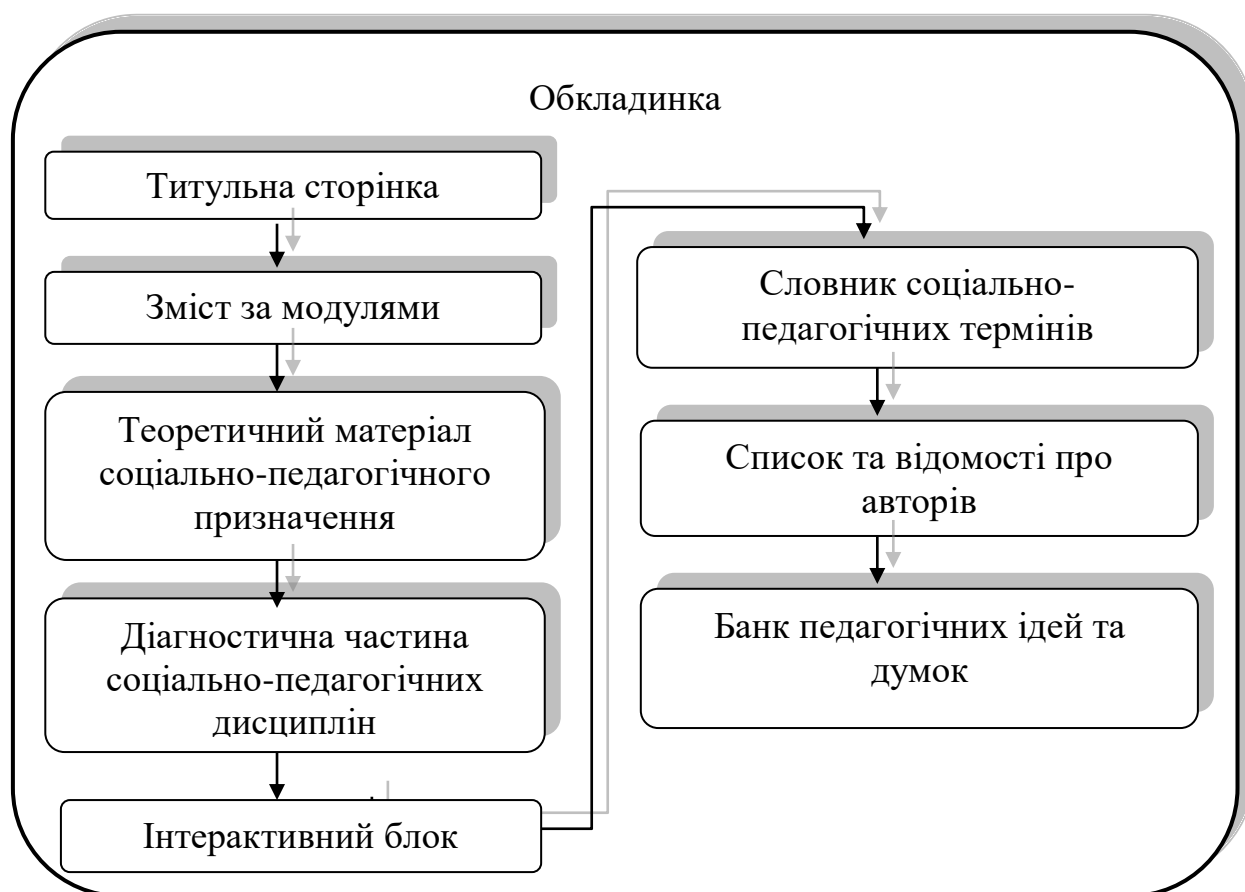 Обкладинка
Титульна сторінка
Зміст за модулями
Теоретичний матеріал
соціально-педагогічного
призначення
Діагностична частина
соціально-педагогічних
дисциплін
Інтерактивний блок
Словник соціально-
педагогічних термінів
Список та відомості про
авторів
Банк педагогічних ідей та
думок